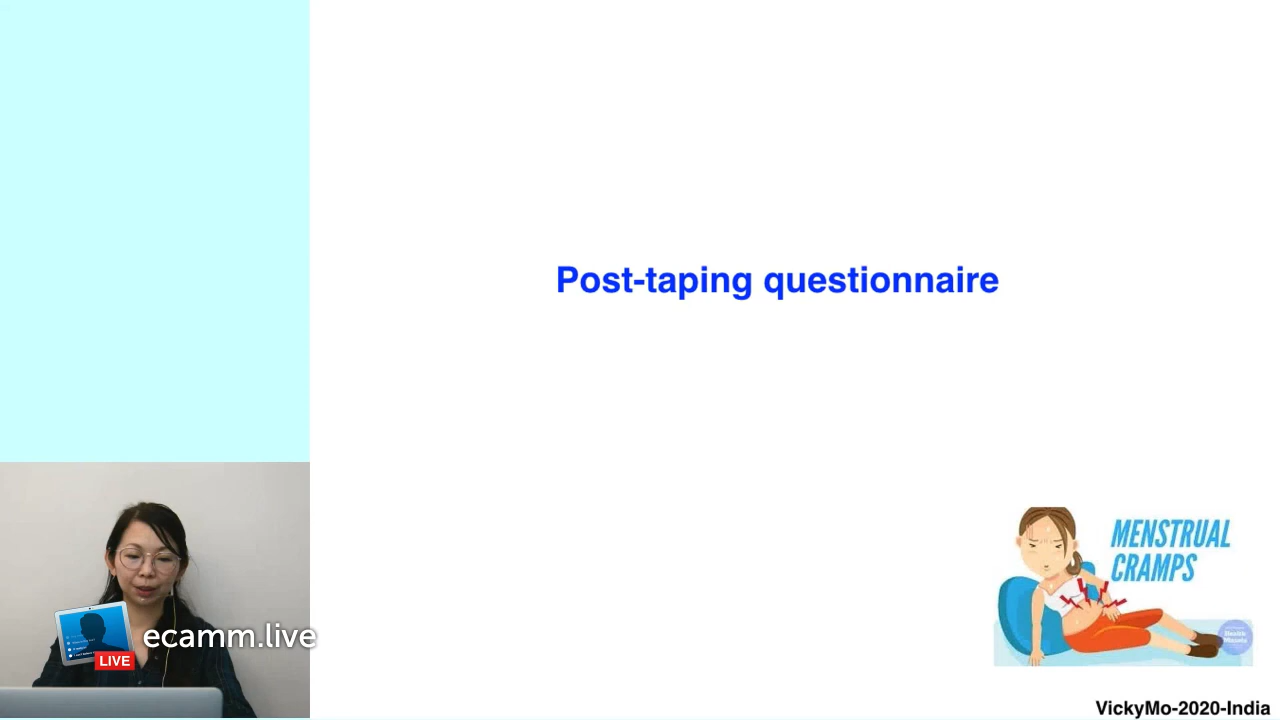 Post-taping questionnaire
MENSTRUAL
CRAMPS
ecamm.live
LIVE
VickyMo-2020-India